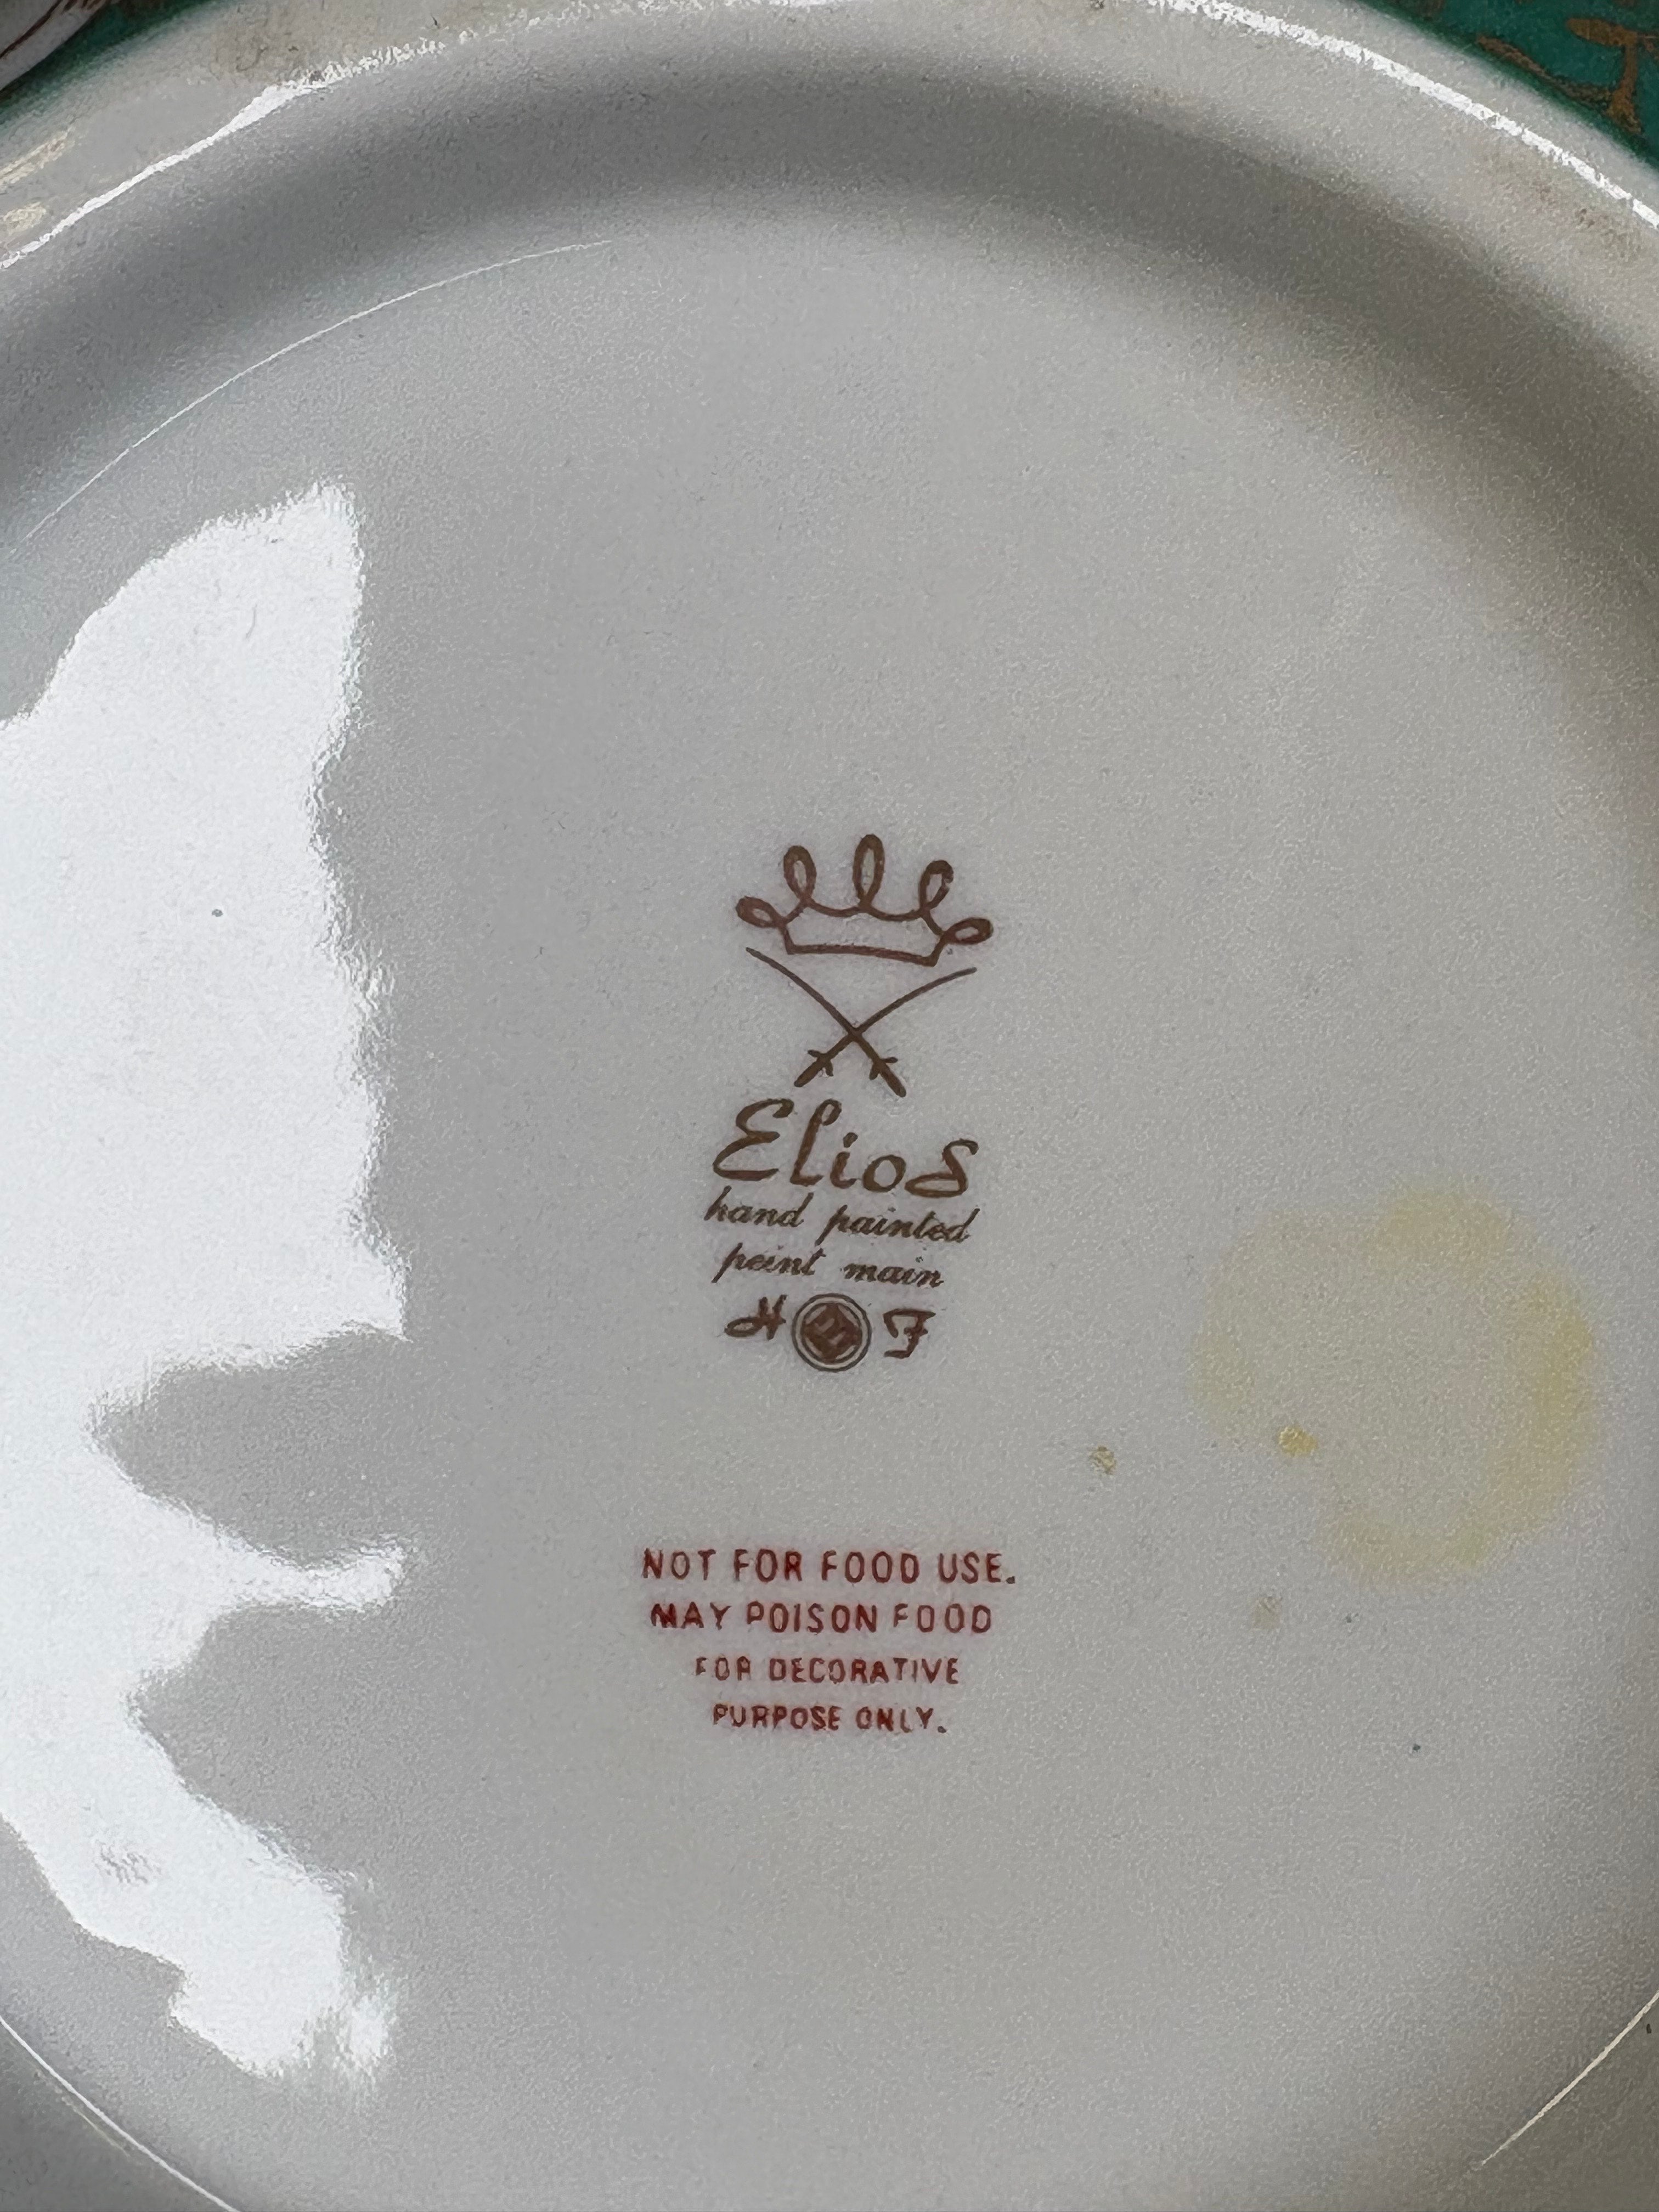 Elios
hand painted
peint main
H F
NOT FOR FOOD USE.
MAY POISON FOOD
FOR DECORATIVE
PURPOSE ONLY.